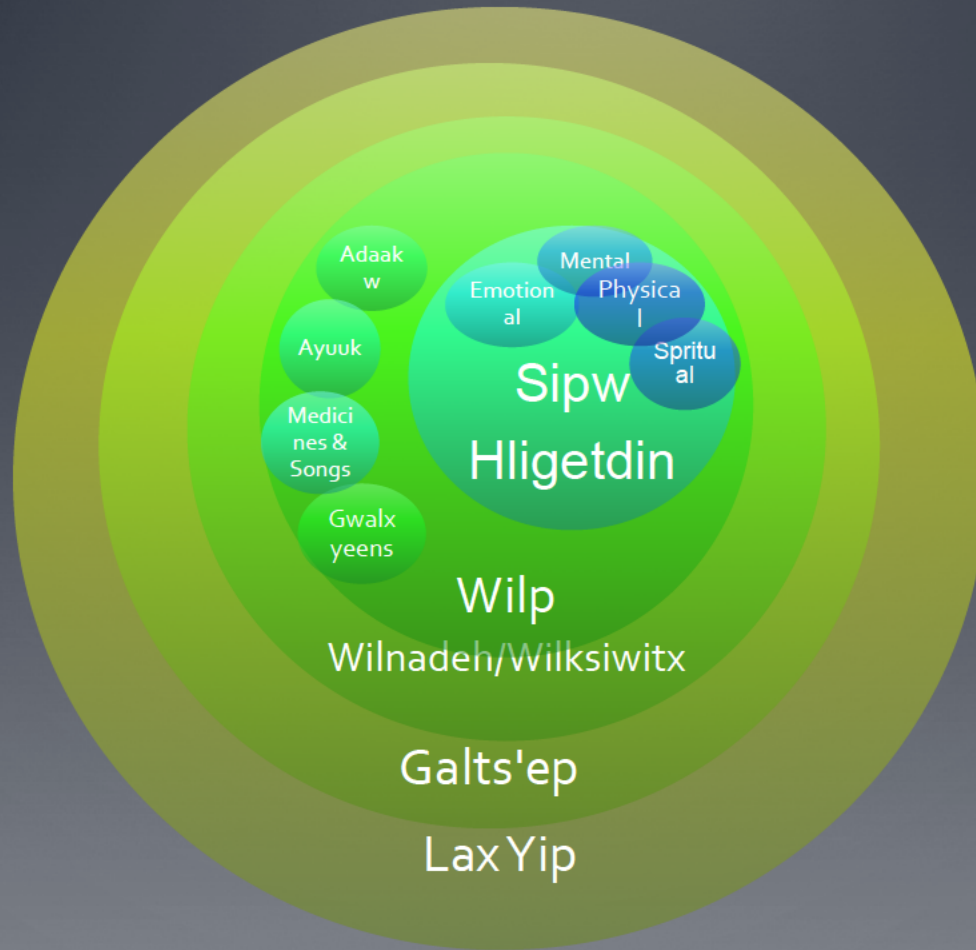 Adaak
w
Ayuuk
Medici
nes &
Songs
Gwalx
yeens
Mental
Emotion
al
Physica
l
Spritu
al
Sipw
Hligetdin
Wilp
Wilnadeh/Wilksiwitx
Galts'ep
Lax Yip